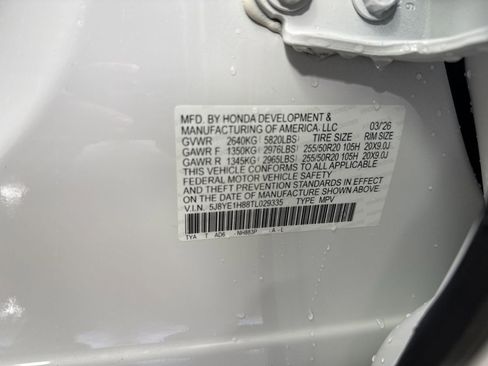 MFD. BY HONDA DEVELOPMENT &
MANUFACTURING OF AMERICA, LLC 03/26
GVWR 2640KG (5820LBS) TIRE SIZE RIM SIZE
GAWR F 1350KG (2976LBS) 255/50R20 105H 20X9.0J
GAWR R 1345KG (2965LBS) 255/50R20 105H 20X9.0J
THIS VEHICLE CONFORMS TO ALL APPLICABLE
FEDERAL MOTOR VEHICLE SAFETY
AND THEFT PREVENTION STANDARDS IN EFFECT
ON THE DATE OF MANUFACTURE SHOWN ABOVE.
V.I.N. 5J8YE1H88TL029335 TYPE MPV
TYA T AD6 NH883P A - L